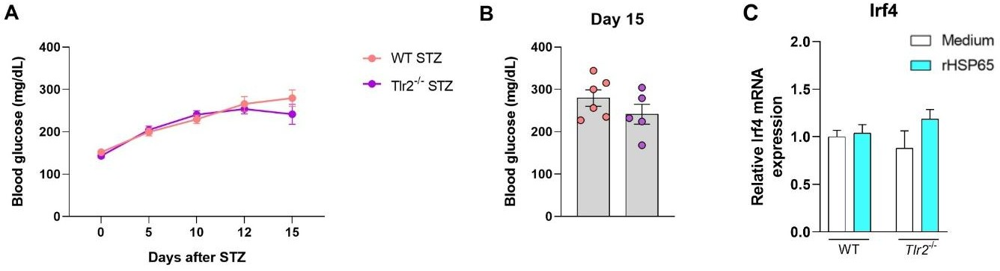 A
Blood glucose (mg/dL)
400
300
200
100
0
0 5 10 12 15
Days after STZ
WT STZ
Tlr2-/- STZ
B
Day 15
Blood glucose (mg/dL)
400
300
200
100
0
C
Irf4
Relative Irf4 mRNA
expression
2.0
1.5
1.0
0.5
0.0
Medium
rHSP65
WT Tlr2-/-